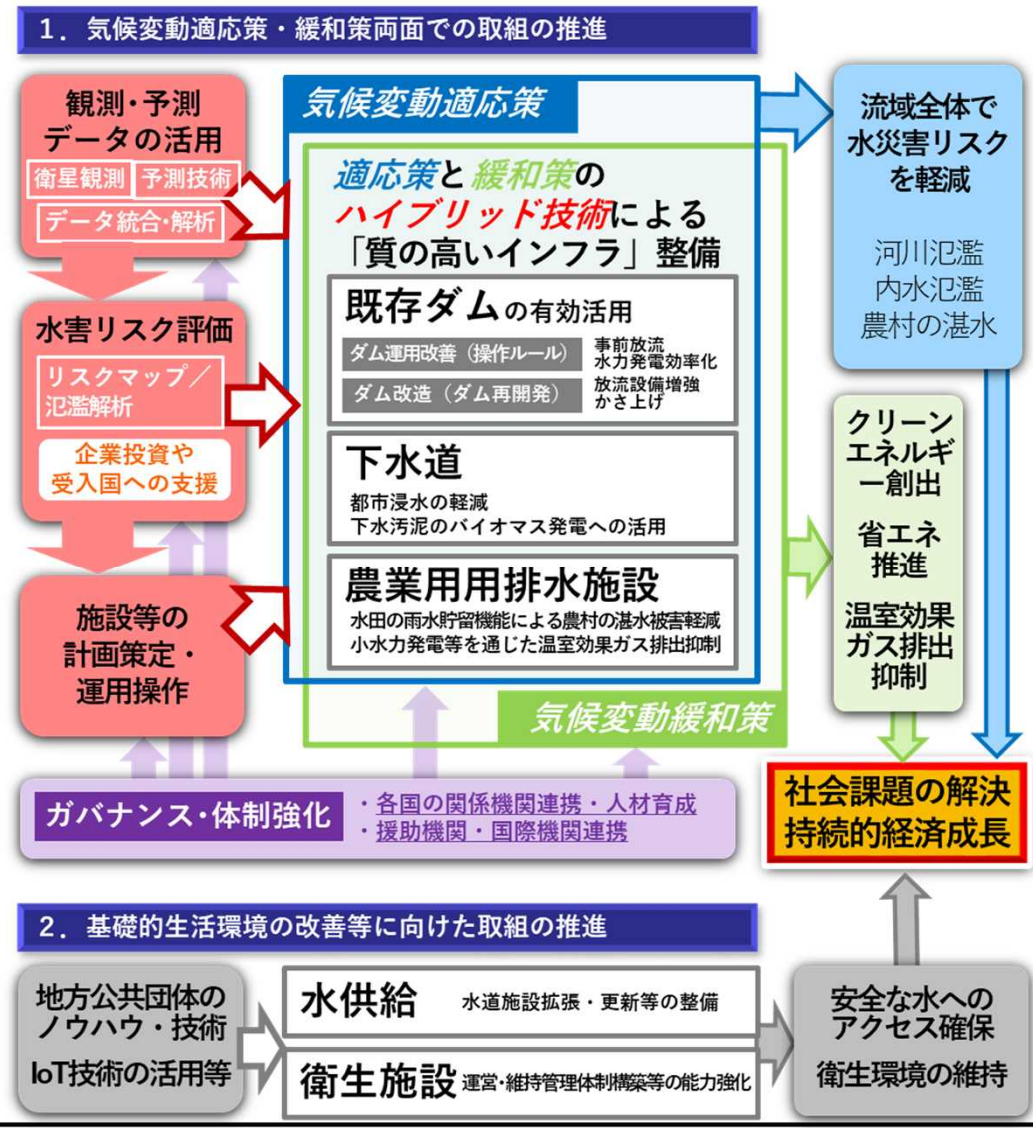 1．気候変動適応策・緩和策両面での取組の推進
観測・予測
データの活用
衛星観測
予測技術
データ統合・解析
水害リスク評価
リスクマップ／
氾濫解析
企業投資や
受入国への支援
施設等の
計画策定・
運用操作
気候変動適応策
適応策と緩和策の
ハイブリッド技術による
「質の高いインフラ」整備
既存ダムの有効活用
ダム運用改善（操作ルール）
事前放流
水力発電効率化
ダム改造（ダム再開発）
放流設備増強
かさ上げ
下水道
都市浸水の軽減
下水汚泥のバイオマス発電への活用
農業用用排水施設
水田の雨水貯留機能による農村の湛水被害軽減
小水力発電等を通じた温室効果ガス排出抑制
気候変動緩和策
流域全体で
水災害リスク
を軽減
河川氾濫
内水氾濫
農村の湛水
クリーン
エネルギ
ー創出
省エネ
推進
温室効果
ガス排出
抑制
ガバナンス・体制強化
・各国の関係機関連携・人材育成
・援助機関・国際機関連携
社会課題の解決
持続的経済成長
2．基礎的生活環境の改善等に向けた取組の推進
地方公共団体の
ノウハウ・技術
IoT技術の活用等
水供給 水道施設拡張・更新等の整備
衛生施設 運営・維持管理体制構築等の能力強化
安全な水への
アクセス確保
衛生環境の維持